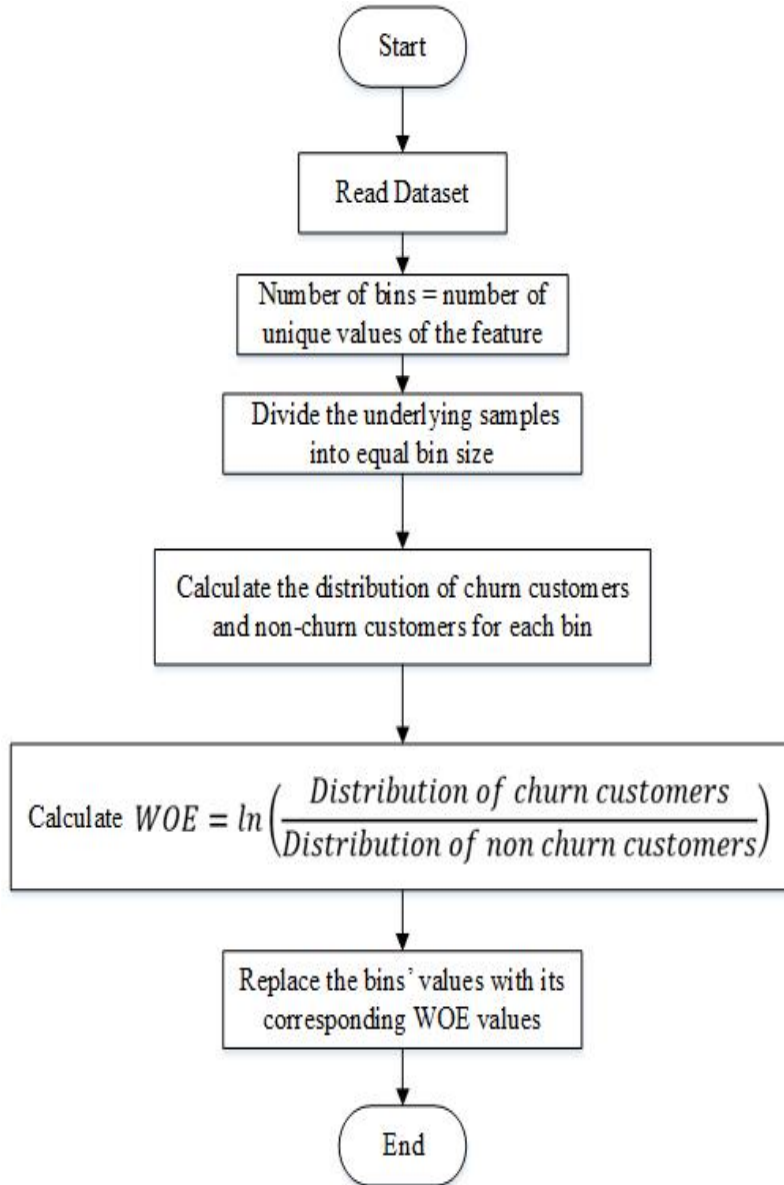 Start
Read Dataset
Number of bins = number of
unique values of the feature
Divide the underlying samples
into equal bin size
Calculate the distribution of churn customers
and non-churn customers for each bin
Calculate WOE = ln(Distribution of churn customers / Distribution of non churn customers)
Replace the bins’ values with its
corresponding WOE values
End